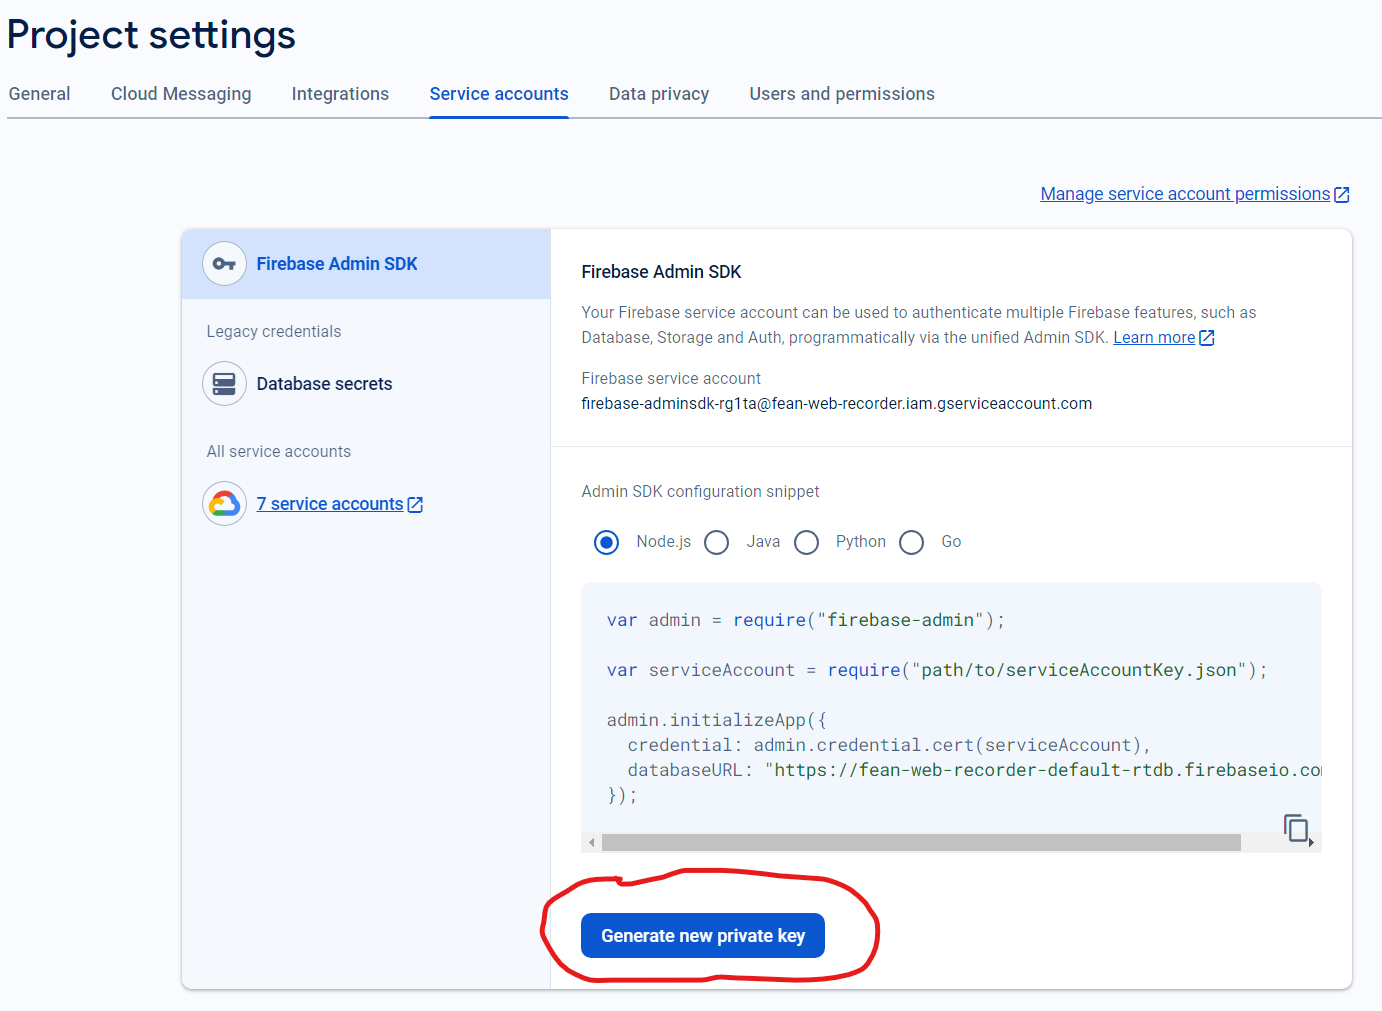 Project settings
General Cloud Messaging Integrations Service accounts Data privacy Users and permissions
Manage service account permissions
Firebase Admin SDK
Legacy credentials
Database secrets
All service accounts
7 service accounts
Firebase Admin SDK
Your Firebase service account can be used to authenticate multiple Firebase features, such as
Database, Storage and Auth, programmatically via the unified Admin SDK. Learn more
Firebase service account
firebase-adminsdk-rg1ta@fean-web-recorder.iam.gserviceaccount.com
Admin SDK configuration snippet
Node.js Java Python Go
var admin = require("firebase-admin");
var serviceAccount = require("path/to/serviceAccountKey.json");
admin.initializeApp({
credential: admin.credential.cert(serviceAccount),
databaseURL: "https://fean-web-recorder-default-rtdb.firebaseio.co
});
Generate new private key